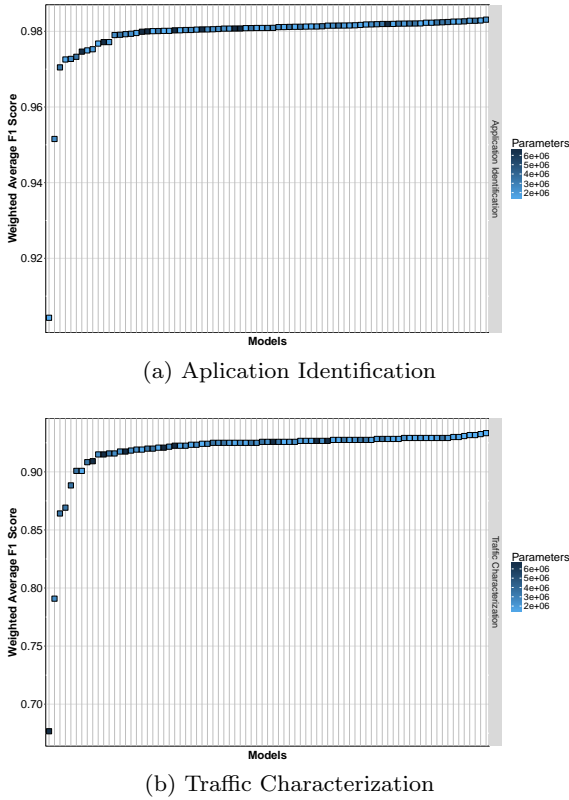 0.98
0.96
0.94
0.92
Weighted Average F1 Score
Models
Application Identification
Parameters
6e+06
5e+06
4e+06
3e+06
2e+06
(a) Aplication Identification
0.90
0.85
0.80
0.75
0.70
Weighted Average F1 Score
Models
Traffic Characterization
Parameters
6e+06
5e+06
4e+06
3e+06
2e+06
(b) Traffic Characterization